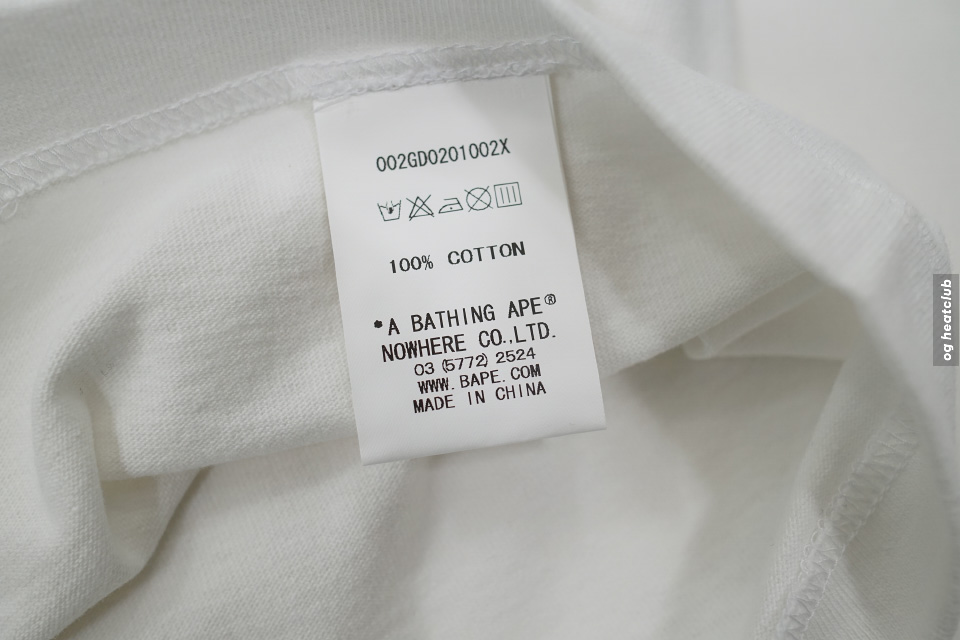 002GD0201002X
100% COTTON
*A BATHING APE®
NOWHERE CO.,LTD.
03 (5772) 2524
WWW.BAPE.COM
MADE IN CHINA
og heatclub